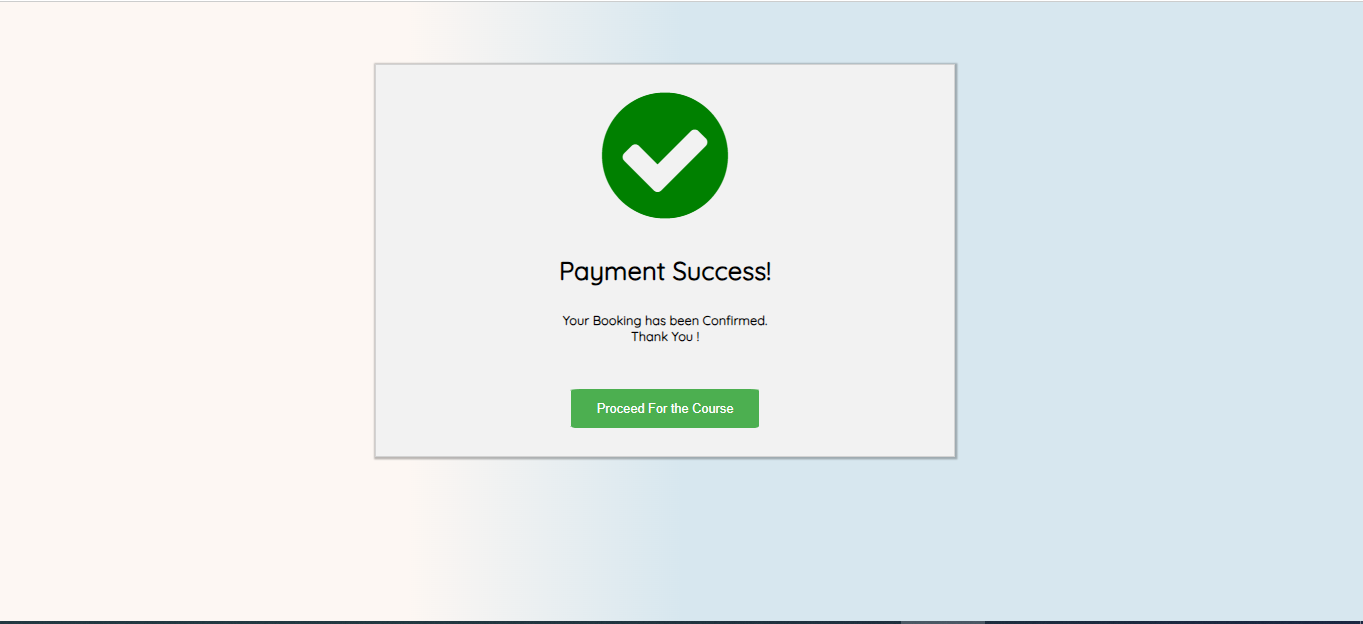 Payment Success!
Your Booking has been Confirmed.
Thank You !
Proceed For the Course